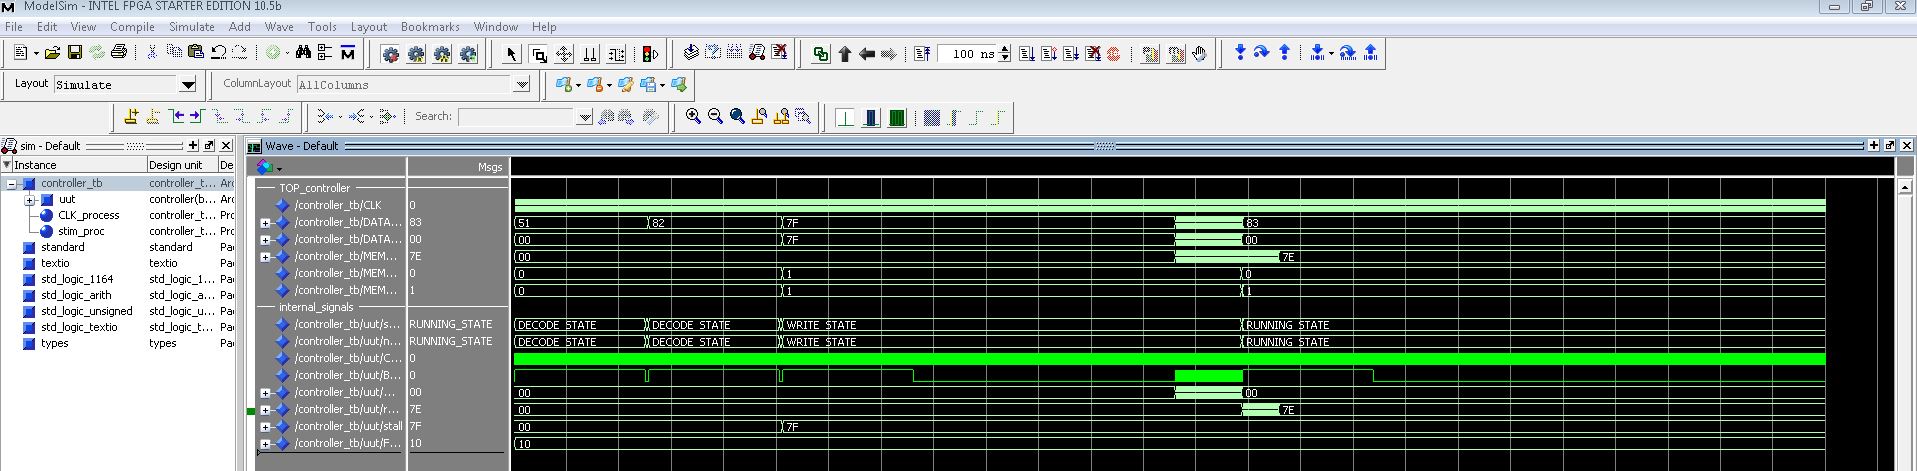 ModelSim - INTEL FPGA STARTER EDITION 10.5b
File Edit View Compile Simulate Add Wave Tools Layout Bookmarks Window Help
100 ns
Layout Simulate ColumnLayout AllColumns
Search:
sim - Default
Wave - Default
Instance Design unit De
Msgs
controller_tb controller_t... Arc
uut controller(b... Arc
CLK_process controller_t... Pro
stim_proc controller_t... Pro
standard standard Pac
textio textio Pac
std_logic_1164 std_logic_1... Pac
std_logic_arith std_logic_a... Pac
std_logic_unsigned std_logic_u... Pac
std_logic_textio std_logic_t... Pac
types types Pac
TOP_controller
/controller_tb/CLK 0
/controller_tb/DATA... 83 51 82 7F 83
/controller_tb/DATA... 00 00 7F 00
/controller_tb/MEM... 7E 00 7E
/controller_tb/MEM... 0 0 1 0
/controller_tb/MEM... 1 0 1 1
internal_signals
/controller_tb/uut/s... RUNNING_STATE DECODE_STATE DECODE_STATE WRITE_STATE RUNNING_STATE
/controller_tb/uut/n... RUNNING_STATE DECODE_STATE DECODE_STATE WRITE_STATE RUNNING_STATE
/controller_tb/uut/C... 0
/controller_tb/uut/B... 0
/controller_tb/uut/... 00 00 00
/controller_tb/uut/r... 7E 00 7E
/controller_tb/uut/stall 7F 00 7F
/controller_tb/uut/F... 10 10